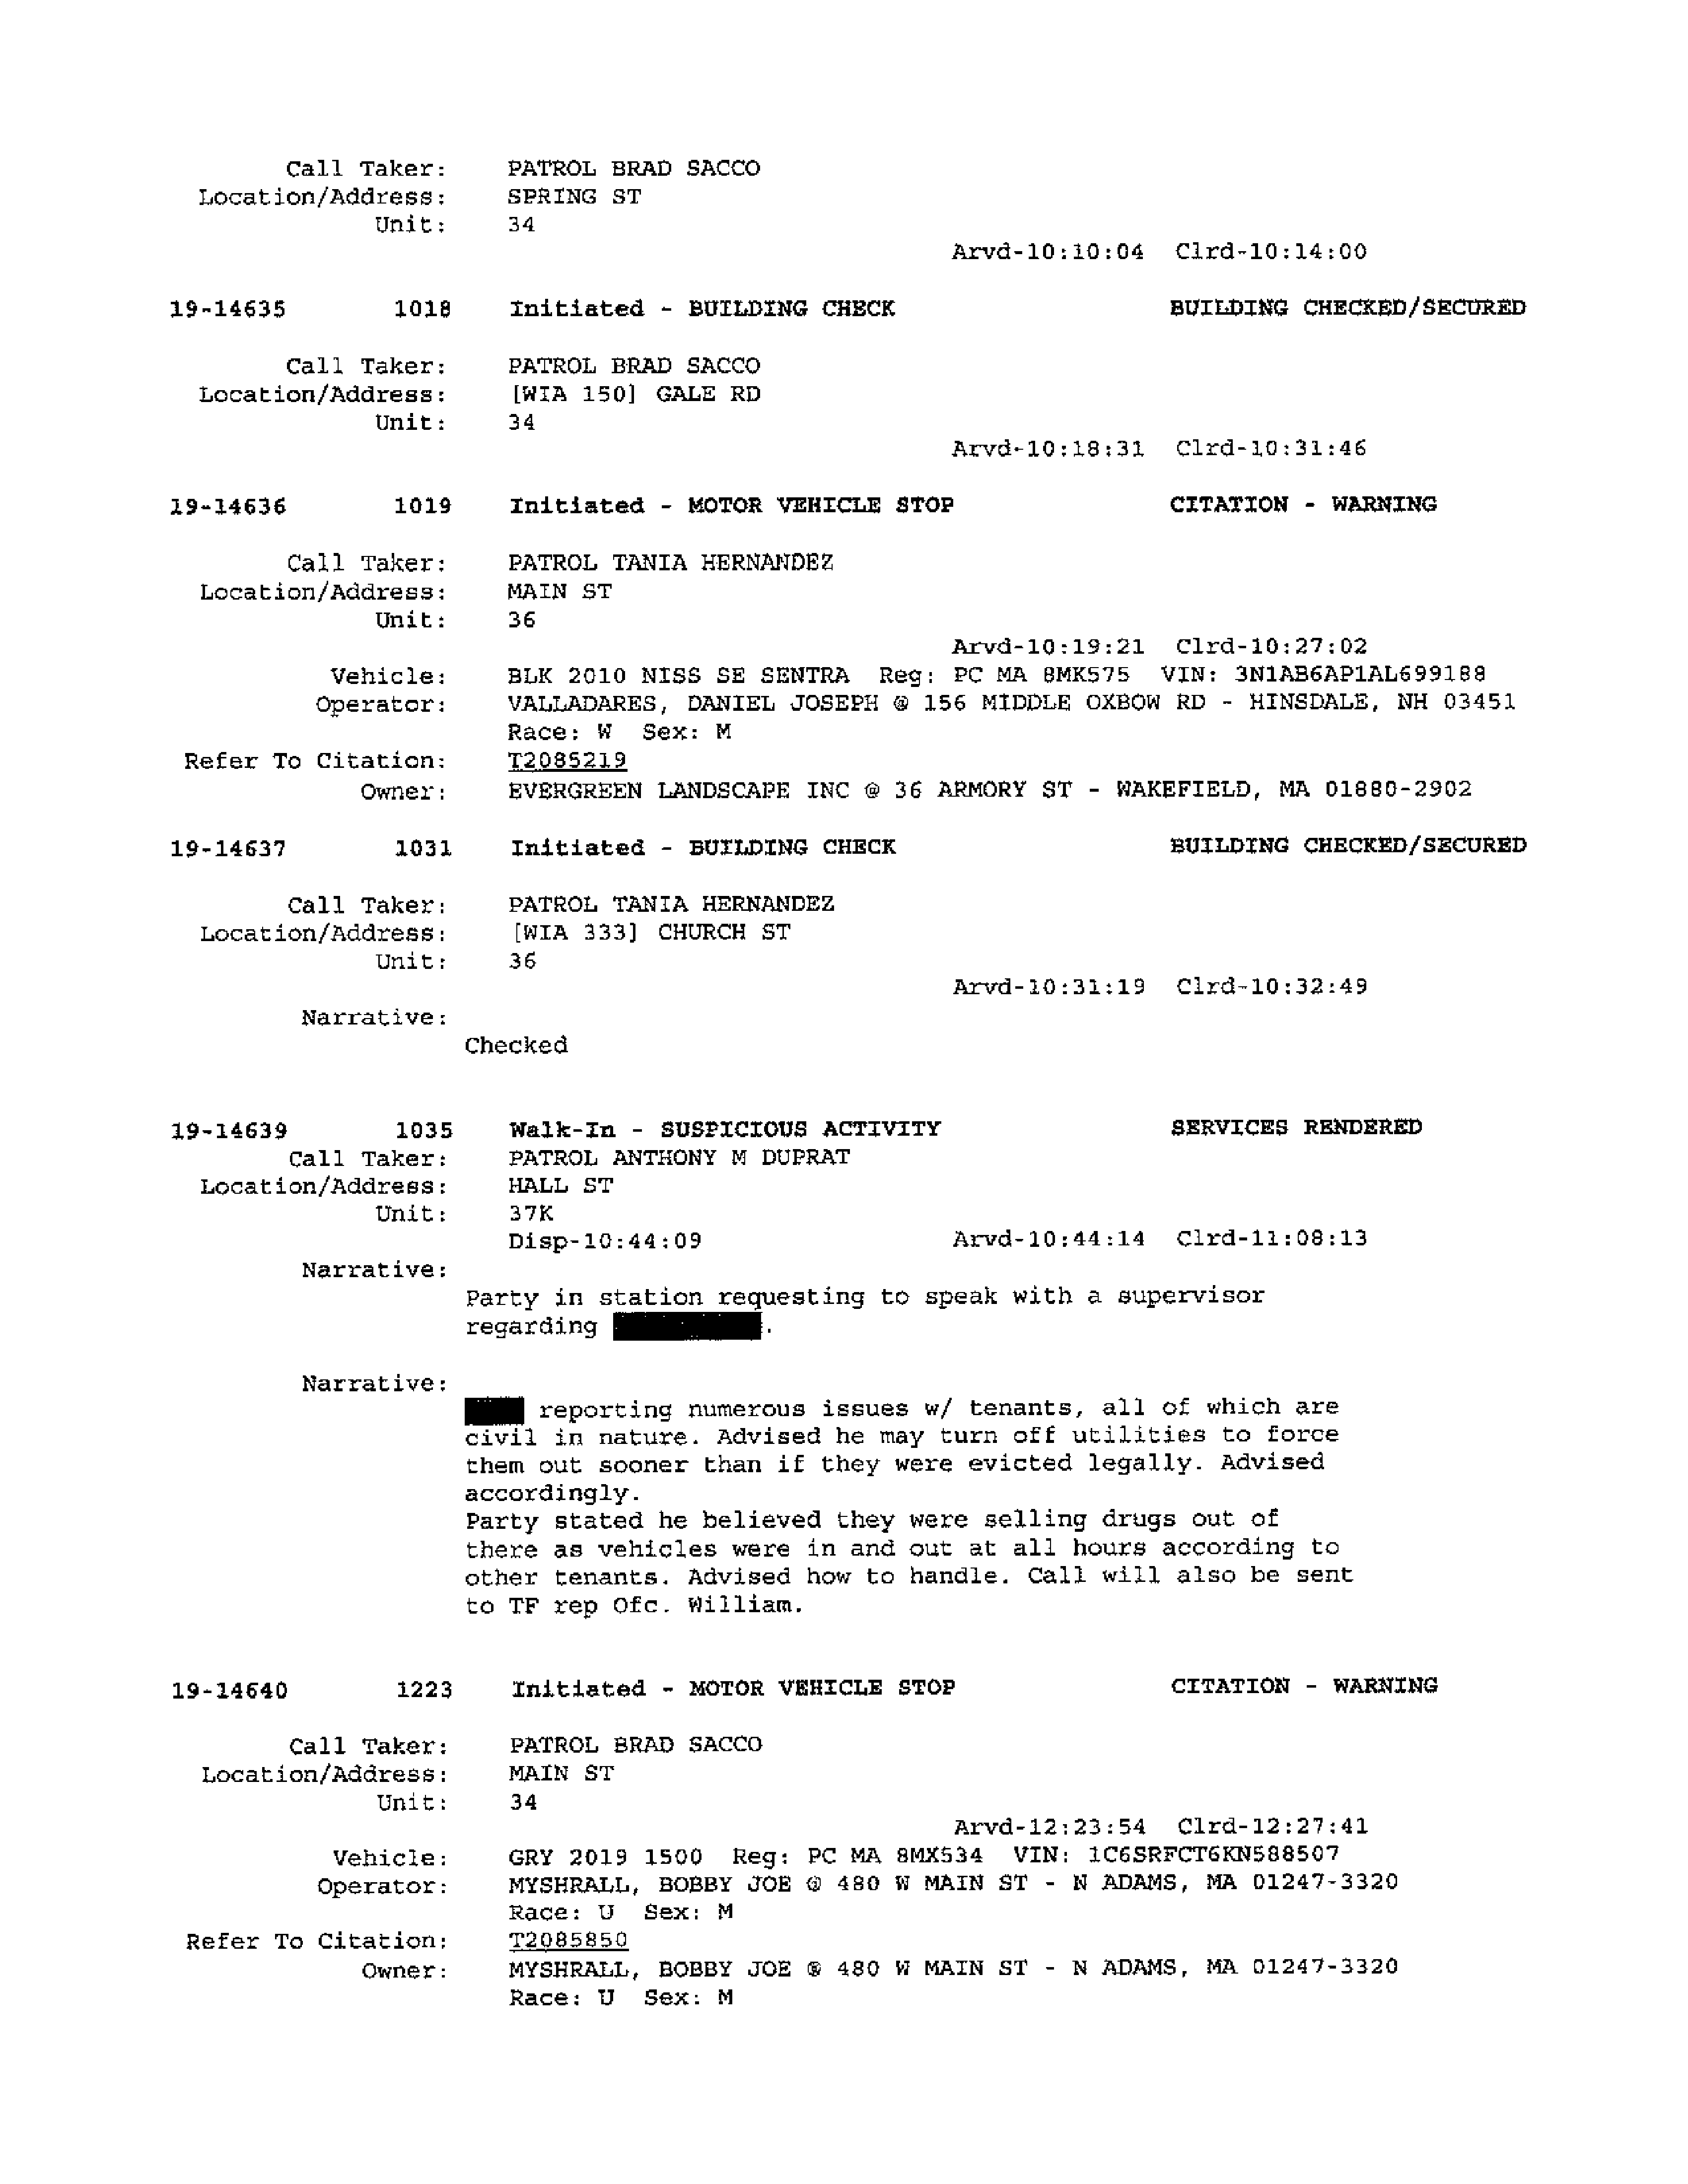 Call Taker: PATROL BRAD SACCO
Location/Address: SPRING ST
Unit: 34
Arvd-10:10:04 Clrd-10:14:00
19-14635 1018 Initiated - BUILDING CHECK BUILDING CHECKED/SECURED
Call Taker: PATROL BRAD SACCO
Location/Address: [WIA 150] GALE RD
Unit: 34
Arvd-10:18:31 Clrd-10:31:46
19-14636 1019 Initiated - MOTOR VEHICLE STOP CITATION - WARNING
Call Taker: PATROL TANIA HERNANDEZ
Location/Address: MAIN ST
Unit: 36
Arvd-10:19:21 Clrd-10:27:02
Vehicle: BLK 2010 NISS SE SENTRA Reg: PC MA 8MK575 VIN: 3N1AB6AP1AL699188
Operator: VALLADARES, DANIEL JOSEPH @ 156 MIDDLE OXBOW RD - HINSDALE, NH 03451
Race: W Sex: M
Refer To Citation: T2085219
Owner: EVERGREEN LANDSCAPE INC @ 36 ARMORY ST - WAKEFIELD, MA 01880-2902
19-14637 1031 Initiated - BUILDING CHECK BUILDING CHECKED/SECURED
Call Taker: PATROL TANIA HERNANDEZ
Location/Address: [WIA 333] CHURCH ST
Unit: 36
Arvd-10:31:19 Clrd-10:32:49
Narrative:
Checked
19-14639 1035 Walk-In - SUSPICIOUS ACTIVITY SERVICES RENDERED
Call Taker: PATROL ANTHONY M DUPRAT
Location/Address: HALL ST
Unit: 37K
Disp-10:44:09 Arvd-10:44:14 Clrd-11:08:13
Narrative:
Party in station requesting to speak with a supervisor
regarding .
Narrative:
reporting numerous issues w/ tenants, all of which are
civil in nature. Advised he may turn off utilities to force
them out sooner than if they were evicted legally. Advised
accordingly.
Party stated he believed they were selling drugs out of
there as vehicles were in and out at all hours according to
other tenants. Advised how to handle. Call will also be sent
to TF rep Ofc. William.
19-14640 1223 Initiated - MOTOR VEHICLE STOP CITATION - WARNING
Call Taker: PATROL BRAD SACCO
Location/Address: MAIN ST
Unit: 34
Arvd-12:23:54 Clrd-12:27:41
Vehicle: GRY 2019 1500 Reg: PC MA 8MX534 VIN: 1C6SRFCT6KN588507
Operator: MYSHRALL, BOBBY JOE @ 480 W MAIN ST - N ADAMS, MA 01247-3320
Race: U Sex: M
Refer To Citation: T2085850
Owner: MYSHRALL, BOBBY JOE @ 480 W MAIN ST - N ADAMS, MA 01247-3320
Race: U Sex: M